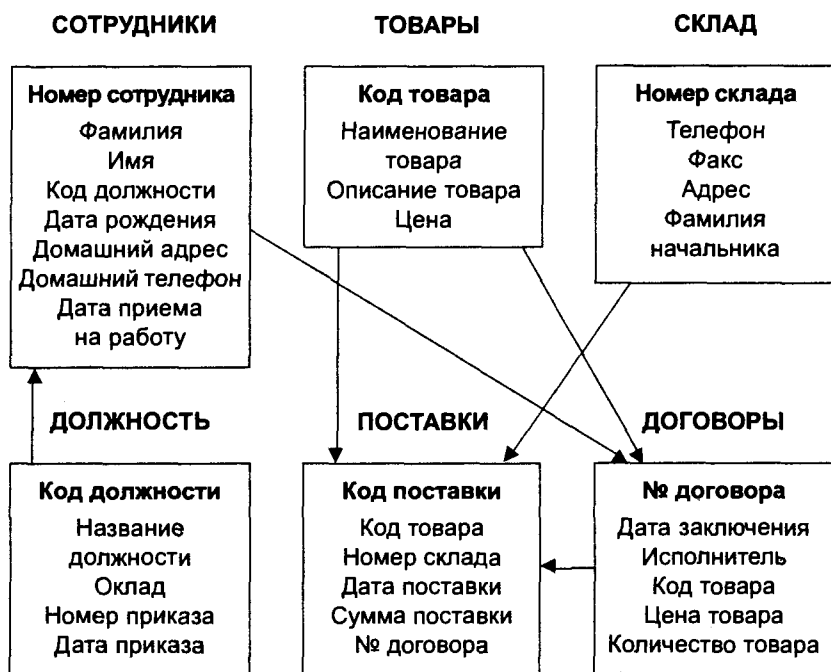 СОТРУДНИКИ
Номер сотрудника
Фамилия
Имя
Код должности
Дата рождения
Домашний адрес
Домашний телефон
Дата приема
на работу
ТОВАРЫ
Код товара
Наименование
товара
Описание товара
Цена
СКЛАД
Номер склада
Телефон
Факс
Адрес
Фамилия
начальника
ДОЛЖНОСТЬ
Код должности
Название
должности
Оклад
Номер приказа
Дата приказа
ПОСТАВКИ
Код поставки
Код товара
Номер склада
Дата поставки
Сумма поставки
№ договора
ДОГОВОРЫ
№ договора
Дата заключения
Исполнитель
Код товара
Цена товара
Количество товара